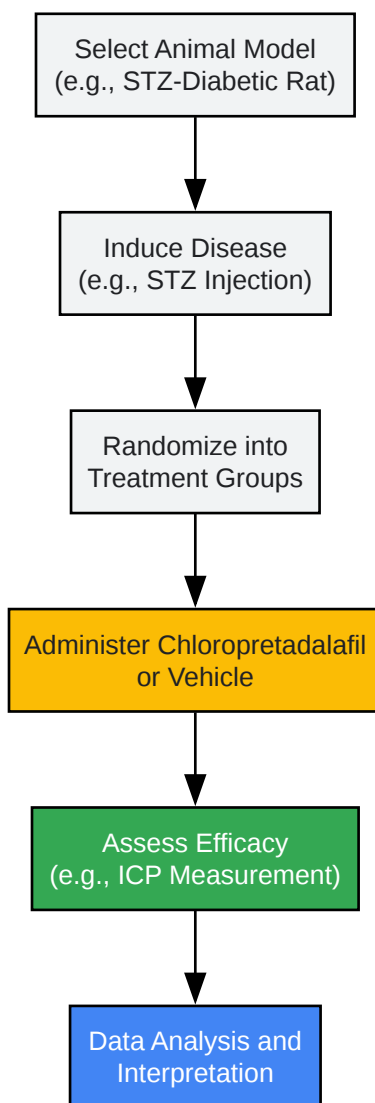 Select Animal Model
(e.g., STZ-Diabetic Rat)
Induce Disease
(e.g., STZ Injection)
Randomize into
Treatment Groups
Administer Chloropretadalafil
or Vehicle
Assess Efficacy
(e.g., ICP Measurement)
Data Analysis and
Interpretation